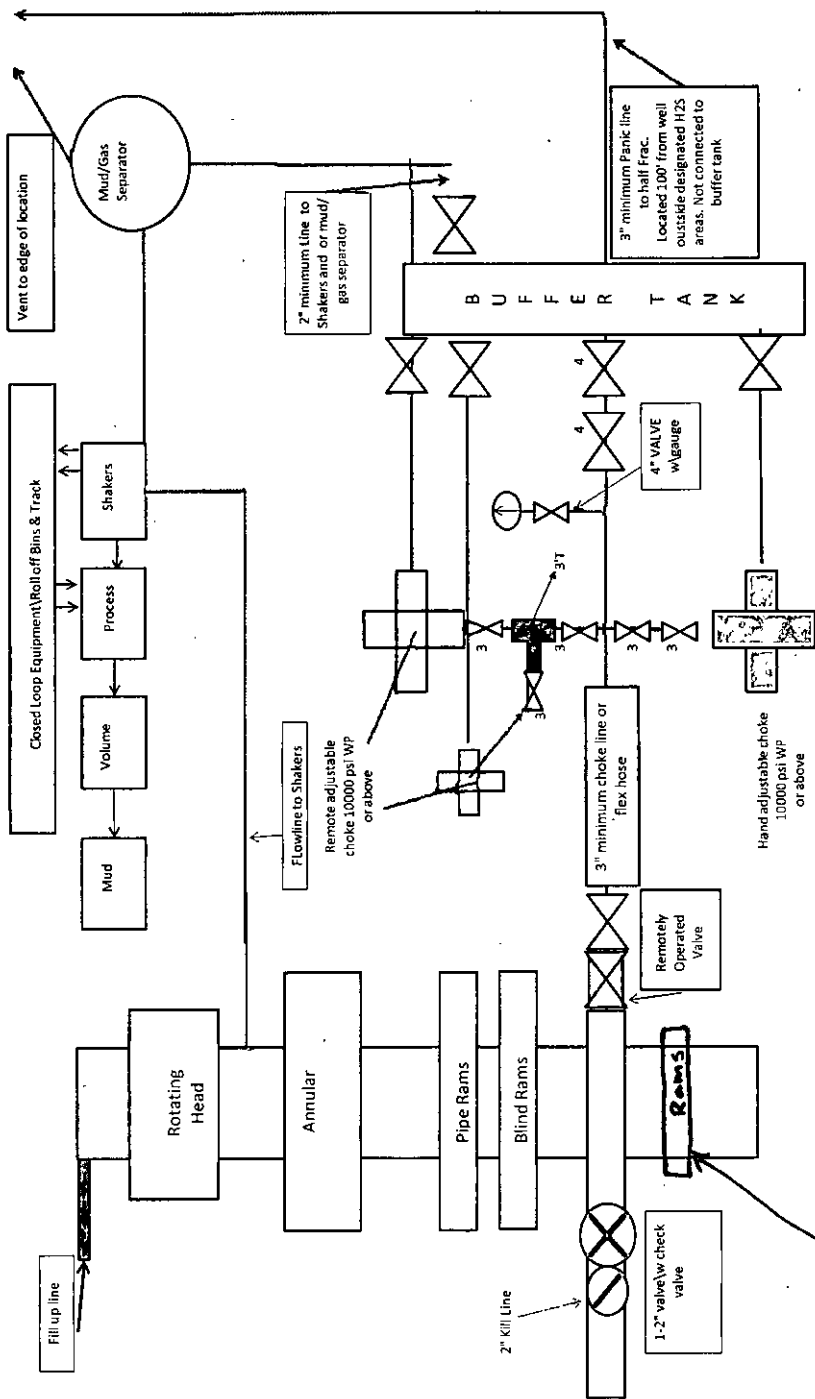 Vent to edge of location
Mud/Gas
Separator
Closed Loop Equipment\Rolloff Bins & Track
Shakers
Process
Volume
Mud
2" minimum Line to
Shakers and or mud/
gas separator
3" minimum Panic line
to half Frac.
Located 100' from well
oustside designated H2S
areas. Not connected to
buffer tank
BUFFER TANK
4
4
4" VALVE
w\gauge
3'T
3
3
3
3
3
FLowline to Shakers
Remote adjustable
choke 10000 psi WP
or above
3" minimum choke line or
flex hose
Hand adjustable choke
10000 psi WP
or above
Remotely
Operated
Valve
Fill up line
Rotating
Head
Annular
Pipe Rams
Blind Rams
Rams
2" Kill Line
1-2" valve\w check
valve